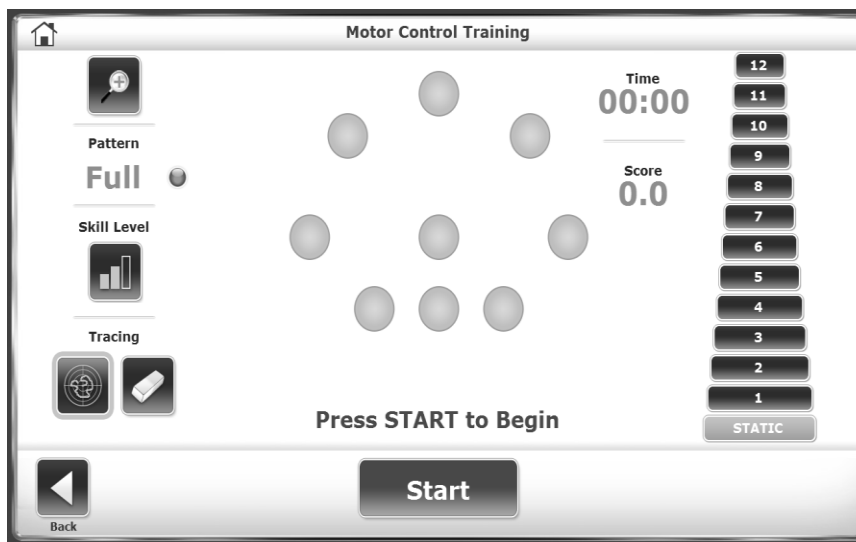 Motor Control Training
Pattern
Full
Skill Level
Tracing
Time
00:00
Score
0.0
12
11
10
9
8
7
6
5
4
3
2
1
STATIC
Press START to Begin
Back
Start